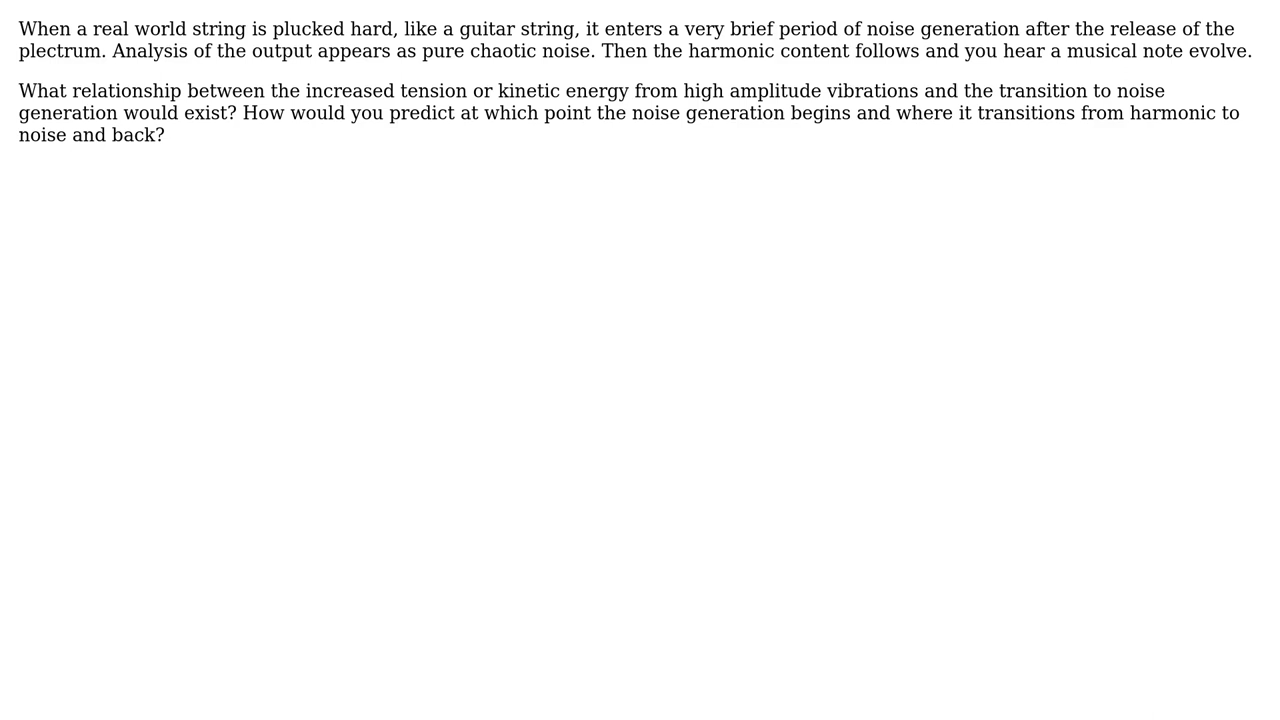 When a real world string is plucked hard, like a guitar string, it enters a very brief period of noise generation after the release of the
plectrum. Analysis of the output appears as pure chaotic noise. Then the harmonic content follows and you hear a musical note evolve.
What relationship between the increased tension or kinetic energy from high amplitude vibrations and the transition to noise
generation would exist? How would you predict at which point the noise generation begins and where it transitions from harmonic to
noise and back?